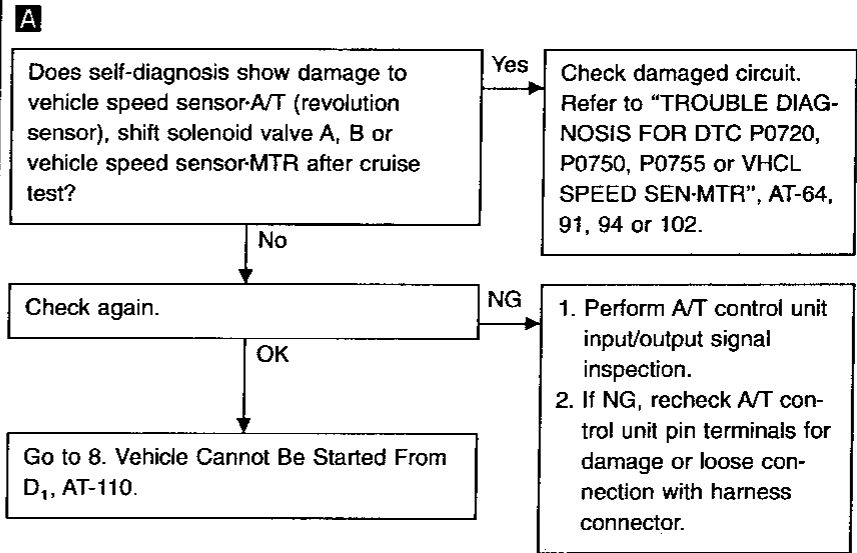 A
Does self-diagnosis show damage to
vehicle speed sensor·A/T (revolution
sensor), shift solenoid valve A, B or
vehicle speed sensor·MTR after cruise
test?
Yes
Check damaged circuit.
Refer to “TROUBLE DIAG-
NOSIS FOR DTC P0720,
P0750, P0755 or VHCL
SPEED SEN·MTR”, AT-64,
91, 94 or 102.
No
Check again.
NG
1. Perform A/T control unit
input/output signal
inspection.
2. If NG, recheck A/T con-
trol unit pin terminals for
damage or loose con-
nection with harness
connector.
OK
Go to 8. Vehicle Cannot Be Started From
D₁, AT-110.